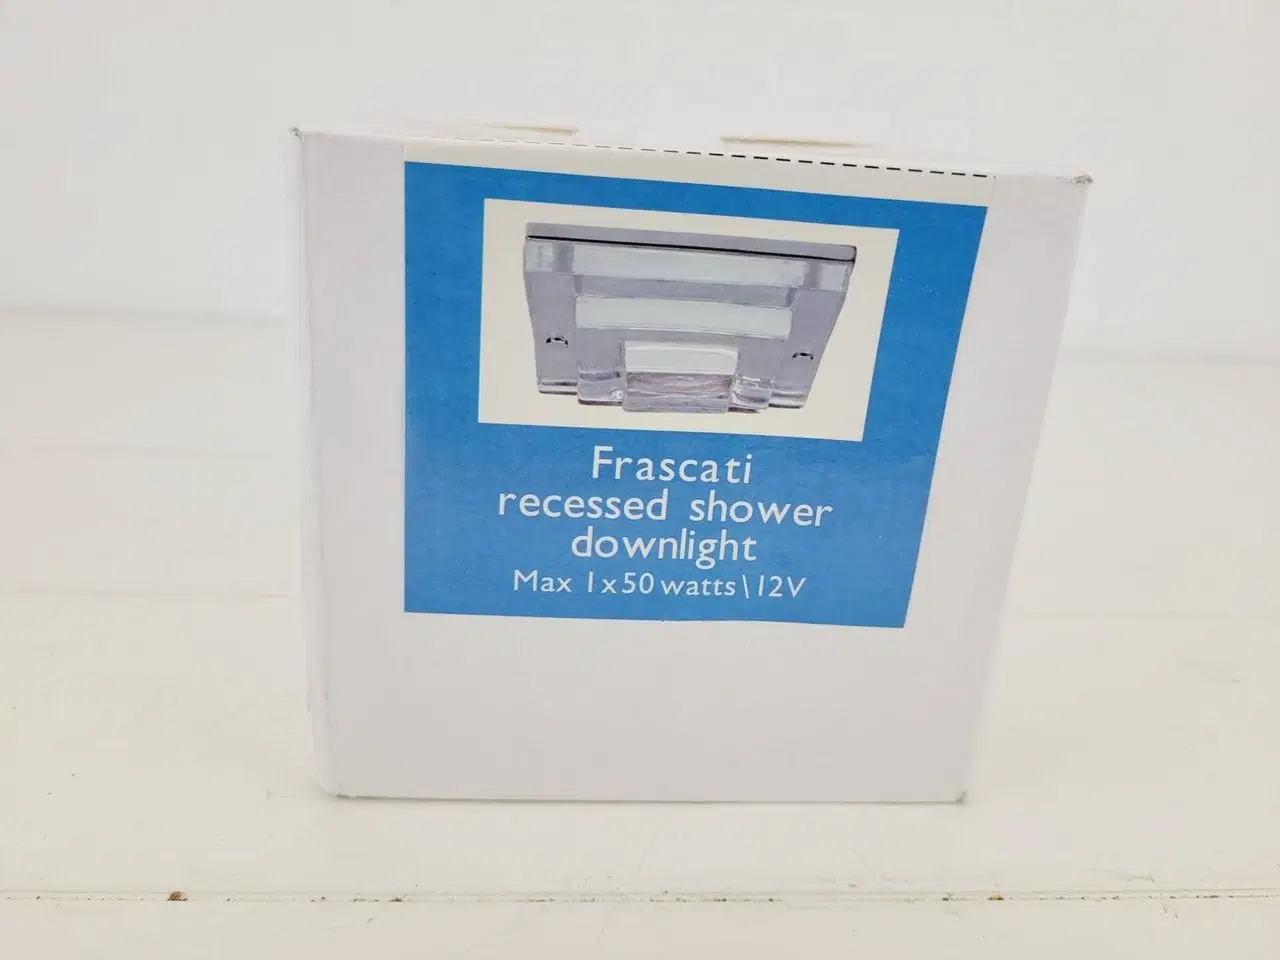 Frascati
recessed shower
downlight
Max 1x50 watts\12V